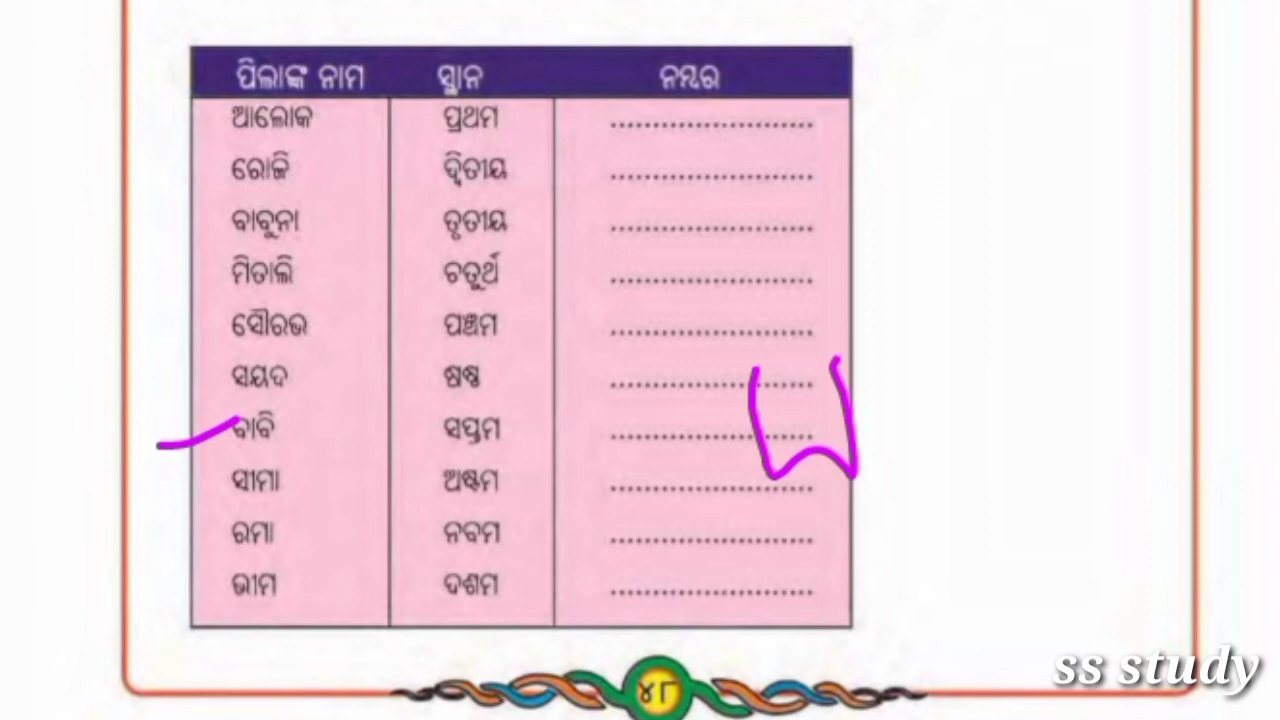 ପିଲାଙ୍କ ନାମ ସ୍ଥାନ ନମ୍ବର
ଆଲୋକ ପ୍ରଥମ ........................
ରୋଜି ଦ୍ୱିତୀୟ ........................
ବାବୁନା ତୃତୀୟ ........................
ମିତାଲି ଚତୁର୍ଥ ........................
ସୌରଭ ପଞ୍ଚମ ........................
ସୟଦ ଷଷ୍ଠ ........................
ବାବି ସପ୍ତମ ........................
ସୀମା ଅଷ୍ଟମ ........................
ରମା ନବମ ........................
ଭୀମ ଦଶମ ........................
୪୮
ss study